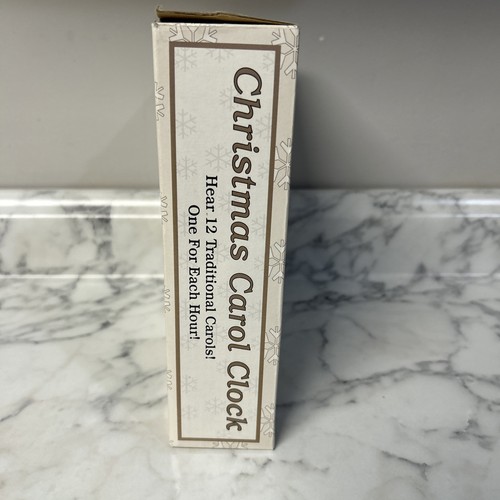 Christmas Carol Clock
Hear 12 Traditional Carols!
One For Each Hour!